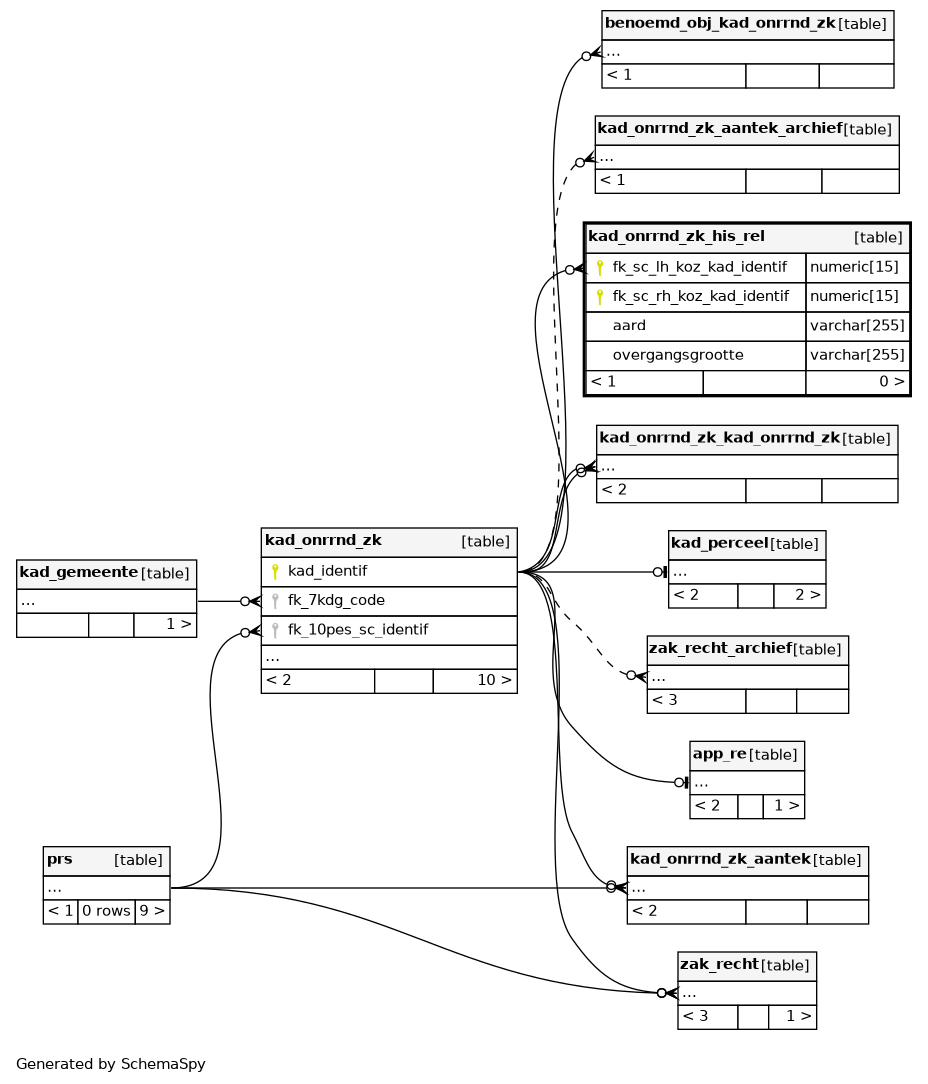 benoemd_obj_kad_onrrnd_zk [table]
...
< 1
kad_onrrnd_zk_aantek_archief [table]
...
< 1
kad_onrrnd_zk_his_rel [table]
fk_sc_lh_koz_kad_identif numeric[15]
fk_sc_rh_koz_kad_identif numeric[15]
aard varchar[255]
overgangsgrootte varchar[255]
< 1 0 >
kad_onrrnd_zk_kad_onrrnd_zk [table]
...
< 2
kad_perceel [table]
...
< 2 2 >
kad_onrrnd_zk [table]
kad_identif
fk_7kdg_code
fk_10pes_sc_identif
...
< 2 10 >
kad_gemeente [table]
...
1 >
zak_recht_archief [table]
...
< 3
app_re [table]
...
< 2 1 >
prs [table]
...
< 1 0 rows 9 >
kad_onrrnd_zk_aantek [table]
...
< 2
zak_recht [table]
...
< 3 1 >
Generated by SchemaSpy